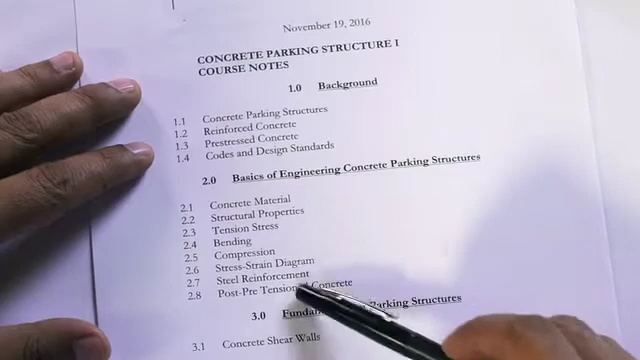 November 19, 2016
CONCRETE PARKING STRUCTURE I
COURSE NOTES
1.0 Background
1.1 Concrete Parking Structures
1.2 Reinforced Concrete
1.3 Prestressed Concrete
1.4 Codes and Design Standards
2.0 Basics of Engineering Concrete Parking Structures
2.1 Concrete Material
2.2 Structural Properties
2.3 Tension Stress
2.4 Bending
2.5 Compression
2.6 Stress-Strain Diagram
2.7 Steel Reinforcement
2.8 Post-Pre Tension Concrete
3.0 Parking Structures
3.1 Concrete Shear Walls